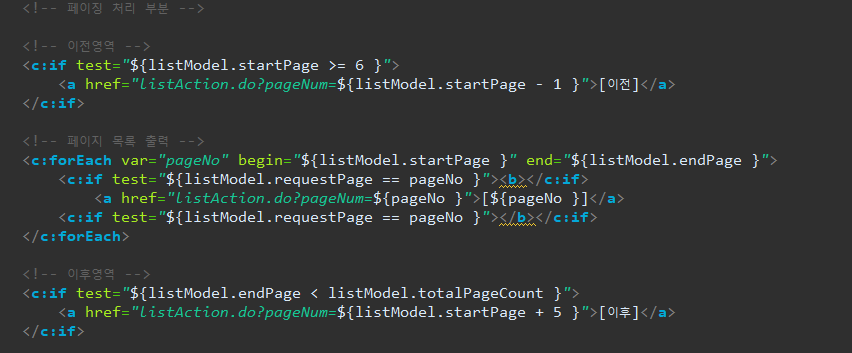 <!-- 페이징 처리 부분 -->
<!-- 이전영역 -->
<c:if test="${listModel.startPage >= 6 }">
<a href="listAction.do?pageNum=${listModel.startPage - 1 }">[이전]</a>
</c:if>
<!-- 페이지 목록 출력 -->
<c:forEach var="pageNo" begin="${listModel.startPage }" end="${listModel.endPage }">
<c:if test="${listModel.requestPage == pageNo }"><b></c:if>
<a href="listAction.do?pageNum=${pageNo }">[${pageNo }]</a>
<c:if test="${listModel.requestPage == pageNo }"></b></c:if>
</c:forEach>
<!-- 이후영역 -->
<c:if test="${listModel.endPage < listModel.totalPageCount }">
<a href="listAction.do?pageNum=${listModel.startPage + 5 }">[이후]</a>
</c:if>